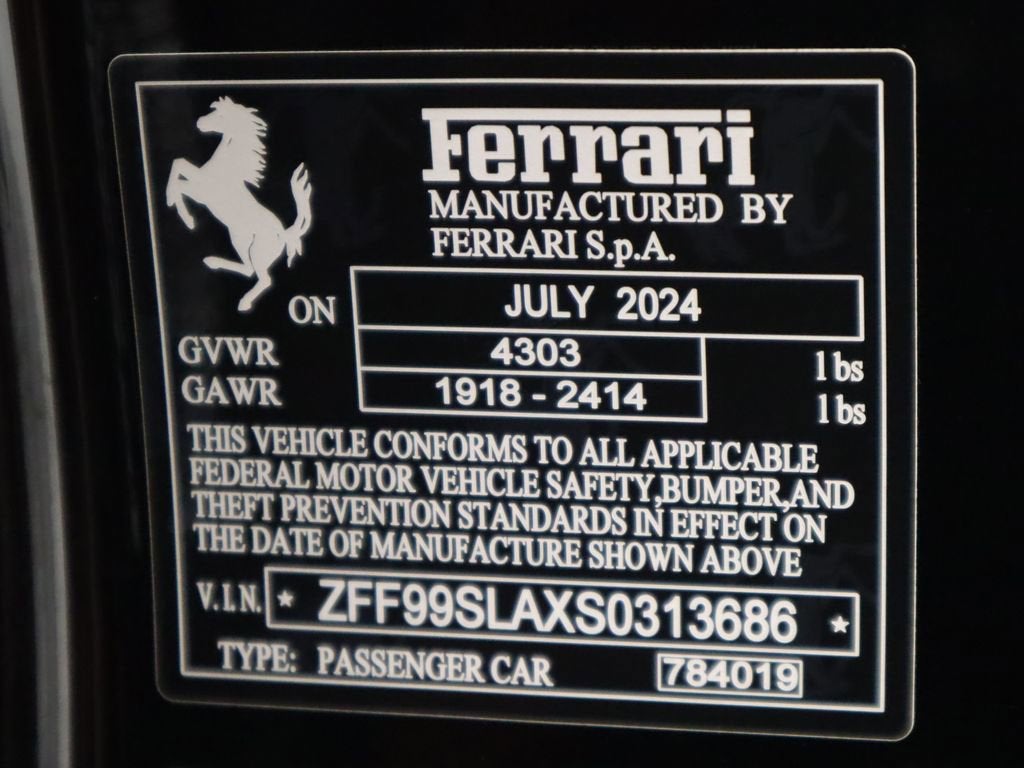 Ferrari
MANUFACTURED BY
FERRARI S.p.A.
ON JULY 2024
GVWR 4303 lbs
GAWR 1918 - 2414 lbs
THIS VEHICLE CONFORMS TO ALL APPLICABLE
FEDERAL MOTOR VEHICLE SAFETY,BUMPER,AND
THEFT PREVENTION STANDARDS IN EFFECT ON
THE DATE OF MANUFACTURE SHOWN ABOVE
V.I.N. * ZFF99SLAXS0313686 *
TYPE: PASSENGER CAR 784019